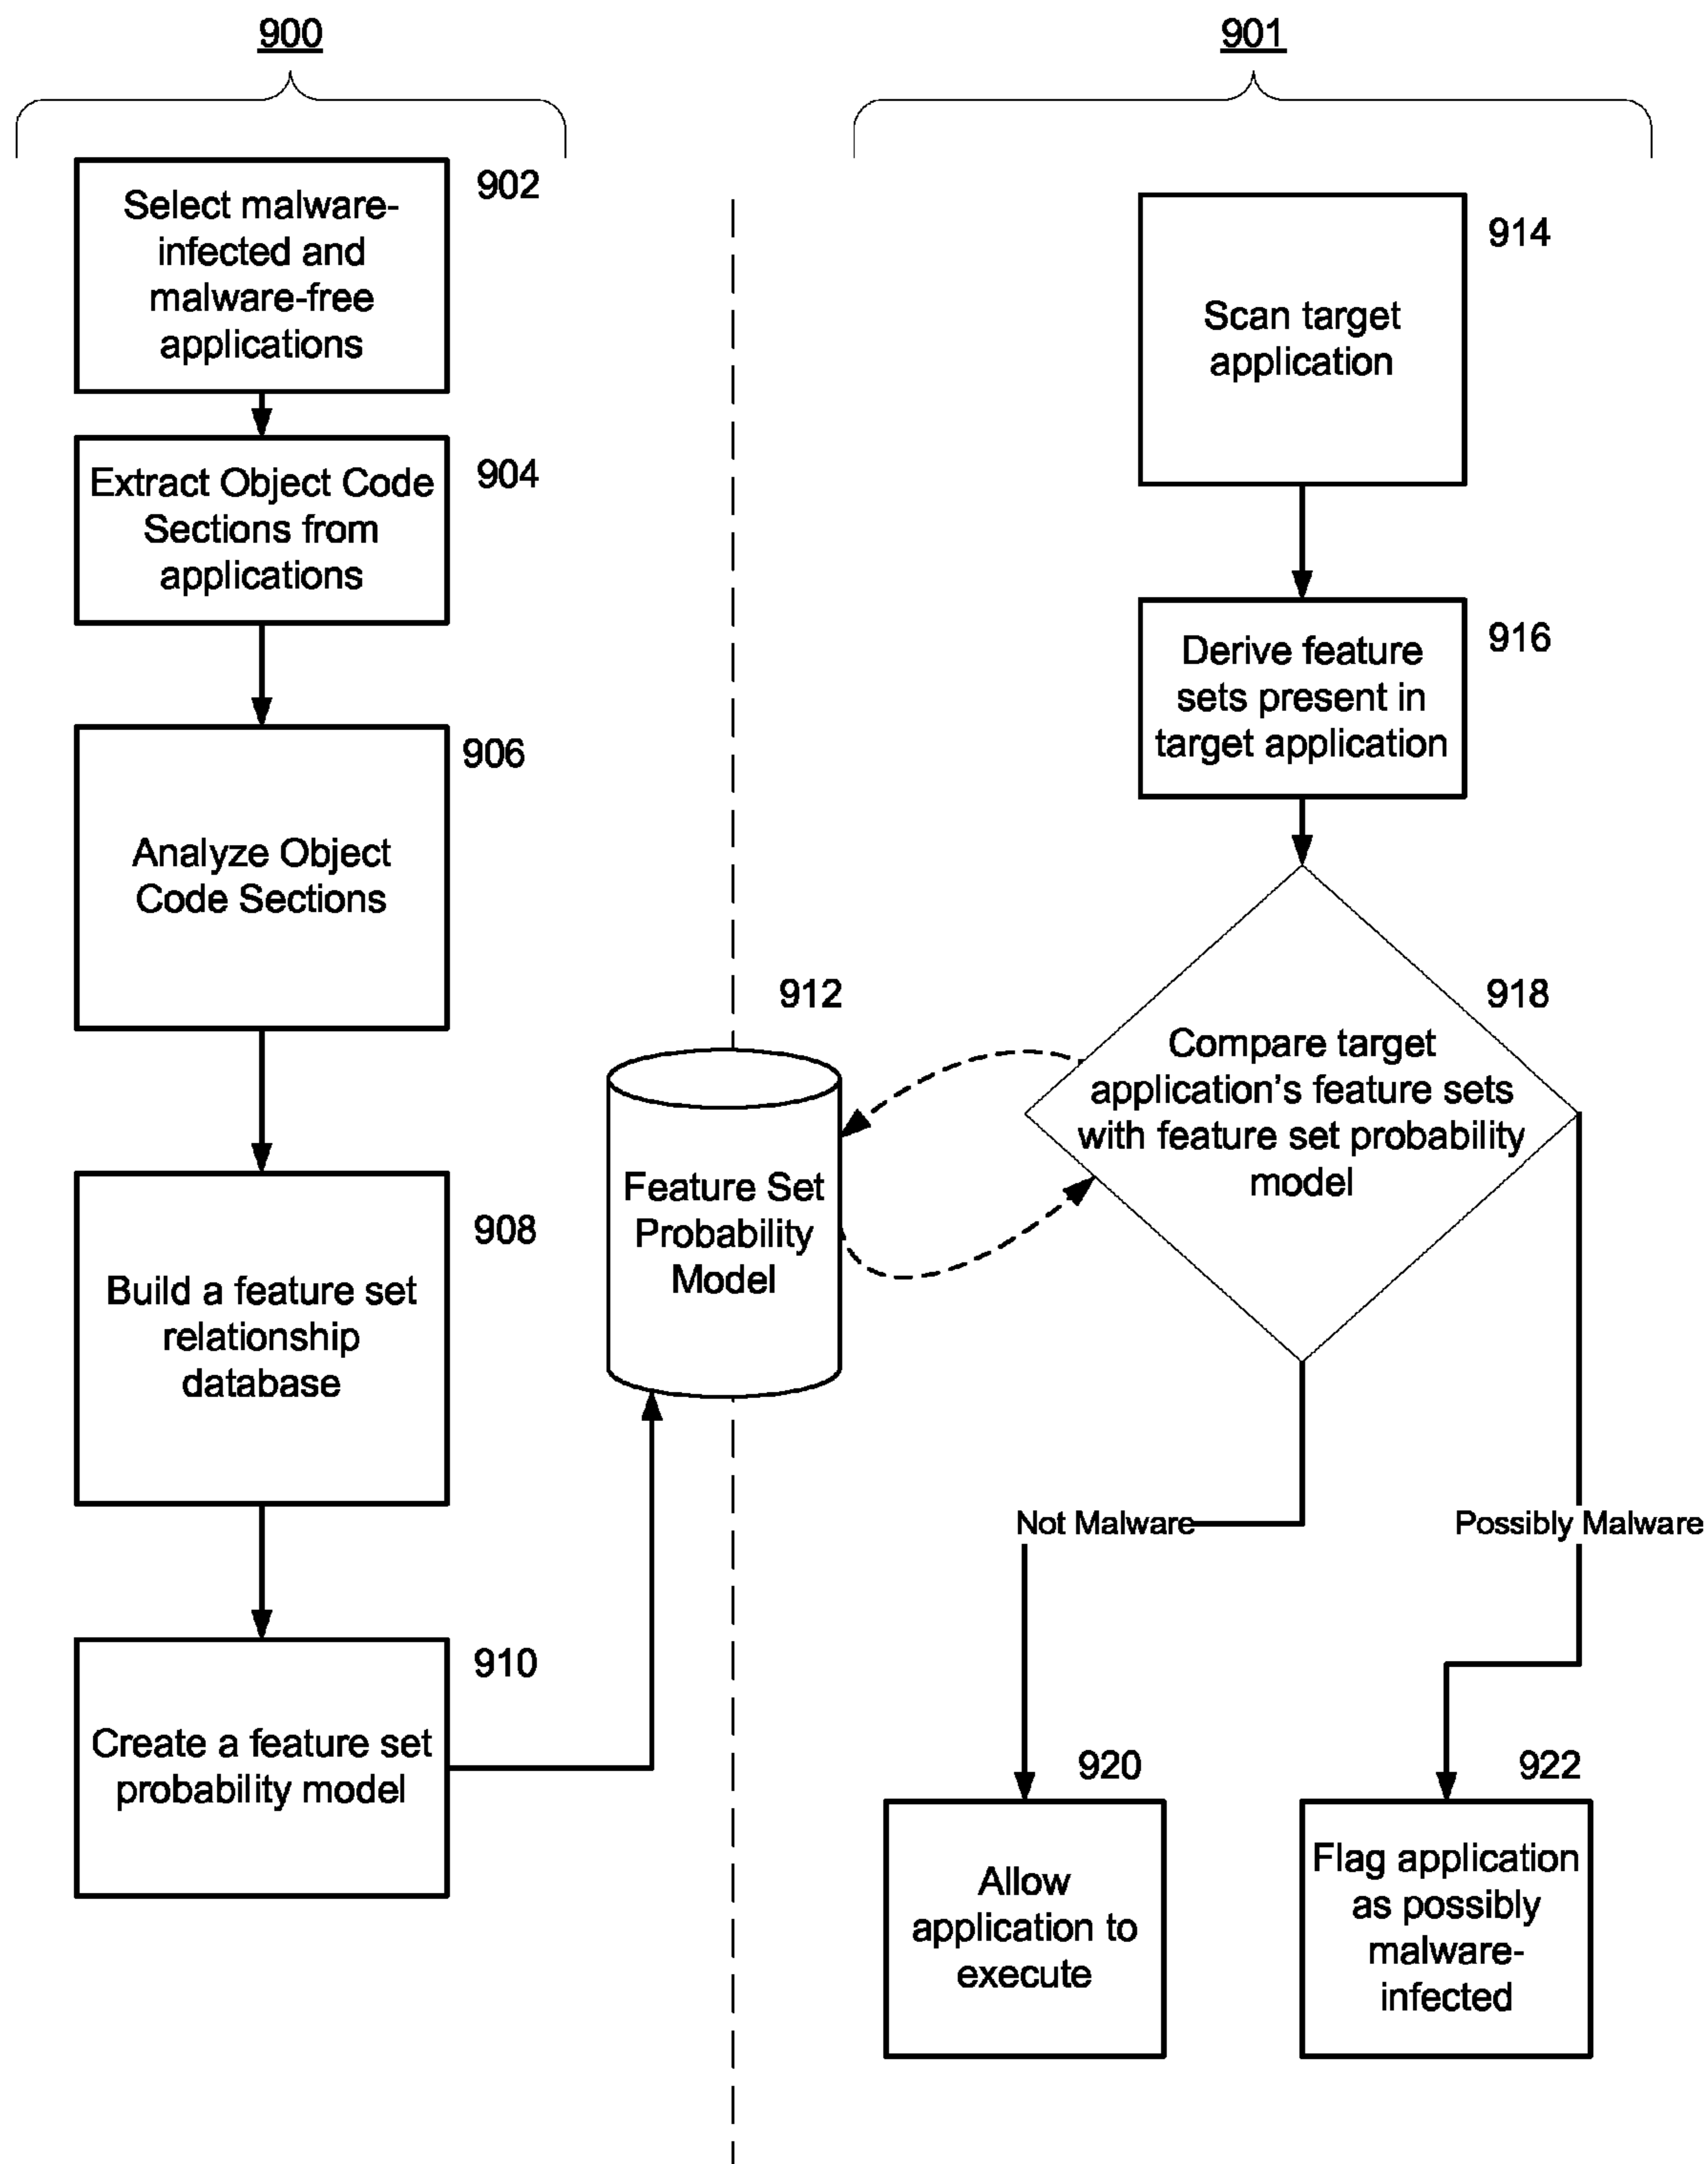 900
902
Select malware-
infected and
malware-free
applications
904
Extract Object Code
Sections from
applications
906
Analyze Object
Code Sections
908
Build a feature set
relationship
database
910
Create a feature set
probability model
912
Feature Set
Probability
Model
901
914
Scan target
application
916
Derive feature
sets present in
target application
918
Compare target
application's feature sets
with feature set probability
model
Not Malware
Possibly Malware
920
Allow
application to
execute
922
Flag application
as possibly
malware-
infected